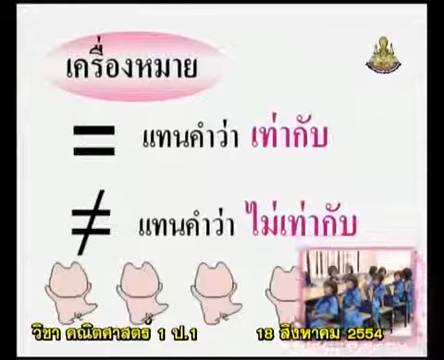 เครื่องหมาย
= แทนคำว่า เท่ากับ
≠ แทนคำว่า ไม่เท่ากับ
วิชา คณิตศาสตร์ 1 ป.1 18 สิงหาคม 2554